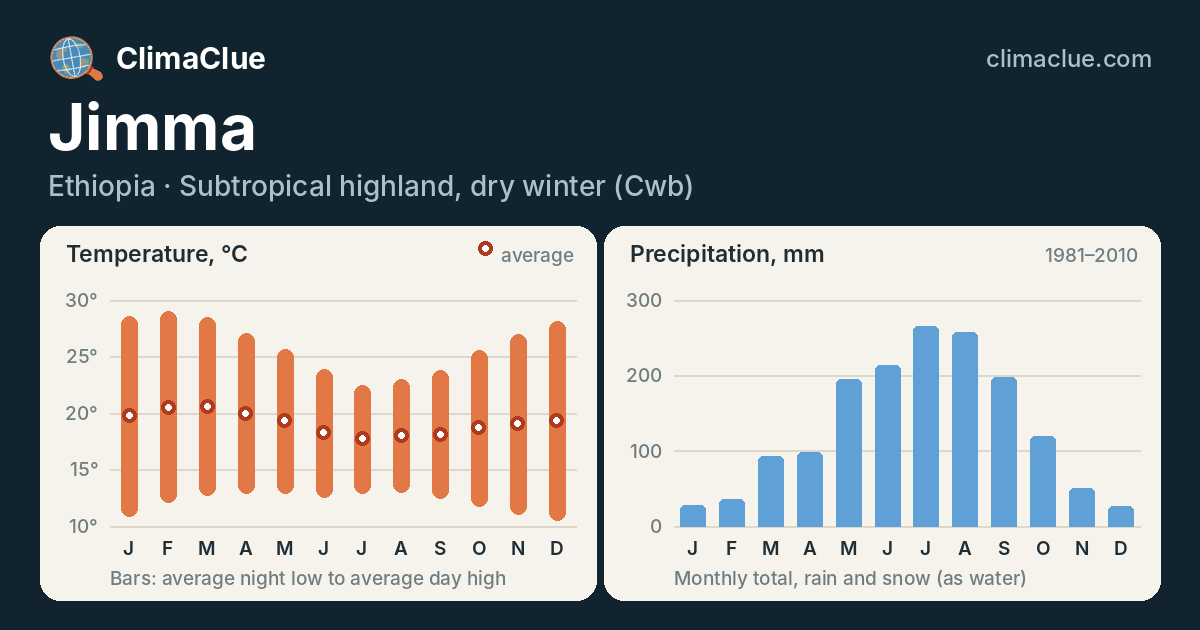 ClimaClue
climaclue.com
Jimma
Ethiopia · Subtropical highland, dry winter (Cwb)
Temperature, °C
average
30°
25°
20°
15°
10°
J F M A M J J A S O N D
Bars: average night low to average day high
Precipitation, mm
1981–2010
300
200
100
0
J F M A M J J A S O N D
Monthly total, rain and snow (as water)